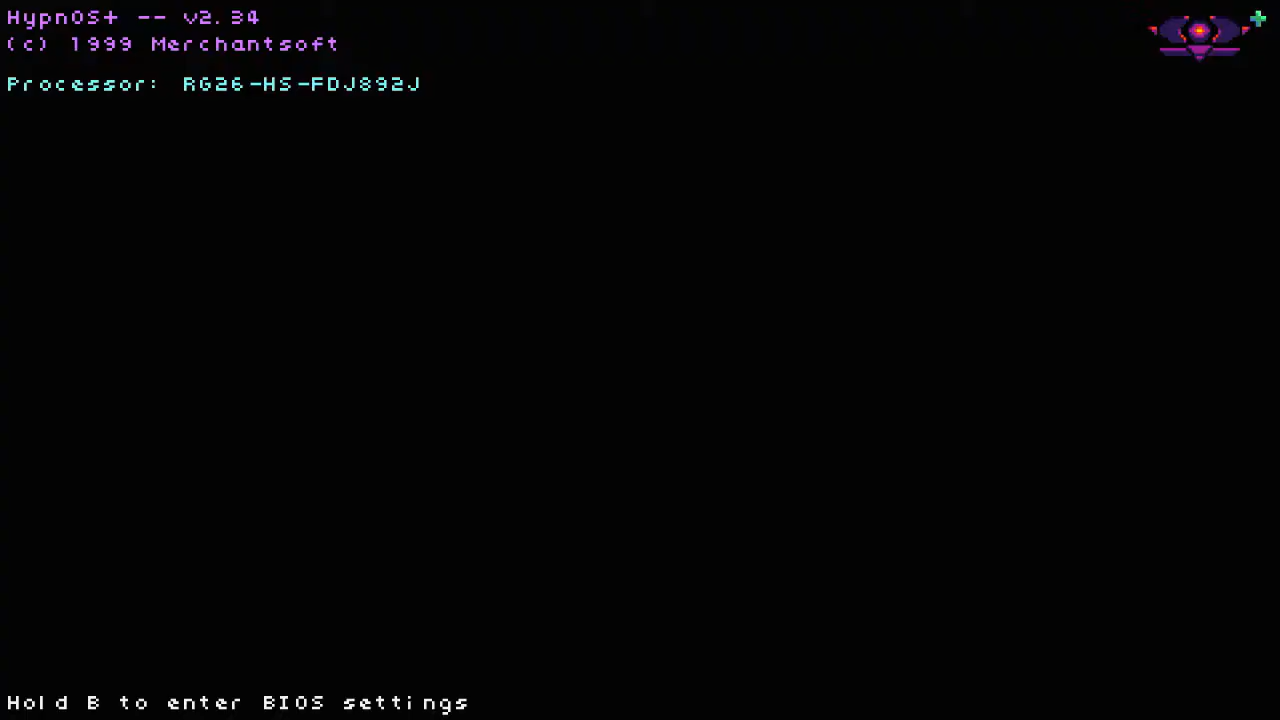 HypnOS+ -- v2.34
(c) 1999 Merchantsoft
Processor: RG26-HS-FDJ892J
Hold B to enter BIOS settings